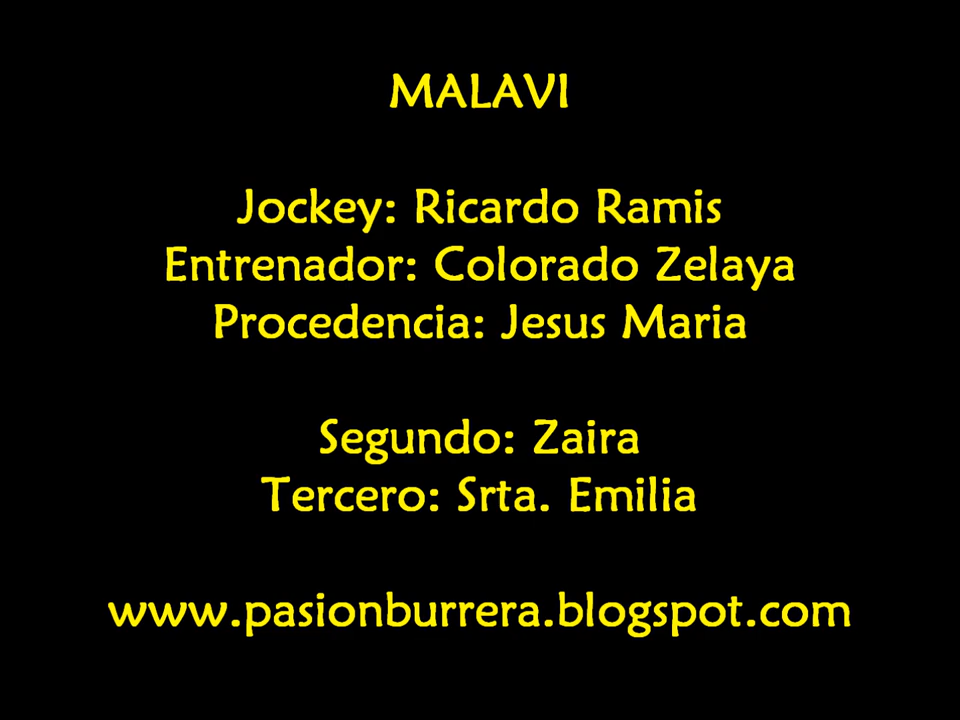 MALAVI
Jockey: Ricardo Ramis
Entrenador: Colorado Zelaya
Procedencia: Jesus Maria
Segundo: Zaira
Tercero: Srta. Emilia
www.pasionburrera.blogspot.com